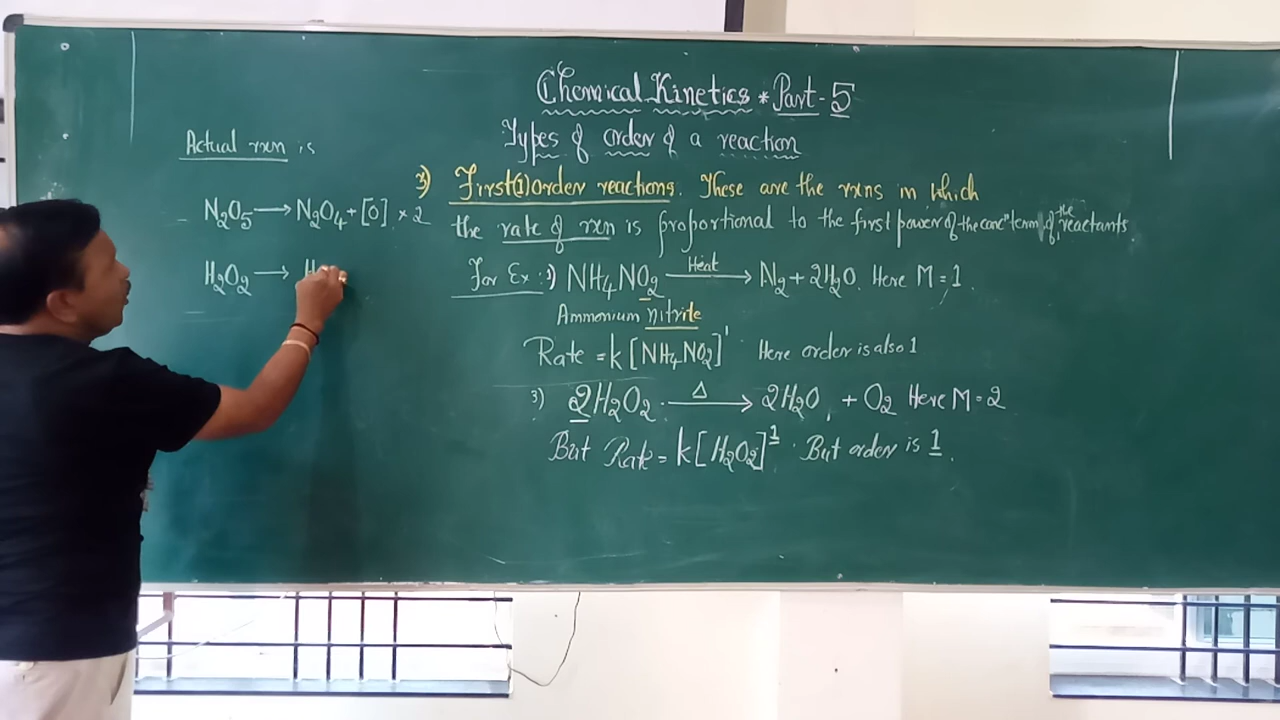 Chemical Kinetics * Part - 5
Types of order of a reaction
Actual rxn is
N₂O₅ ⟶ N₂O₄ + [O] × 2
H₂O₂ ⟶ H
First(1) Order reactions. These are the rxns in which
the rate of rxn is proportional to the first power of the concⁿ term of the reactants.
For Ex: 1) NH₄NO₂ —Heat⟶ N₂ + 2H₂O. Here M = 1.
Ammonium nitrite
Rate = k [NH₄NO₂]¹ Here order is also 1
3) 2H₂O₂ —Δ⟶ 2H₂O + O₂ Here M = 2
But Rate = k [H₂O₂]¹. But order is 1.